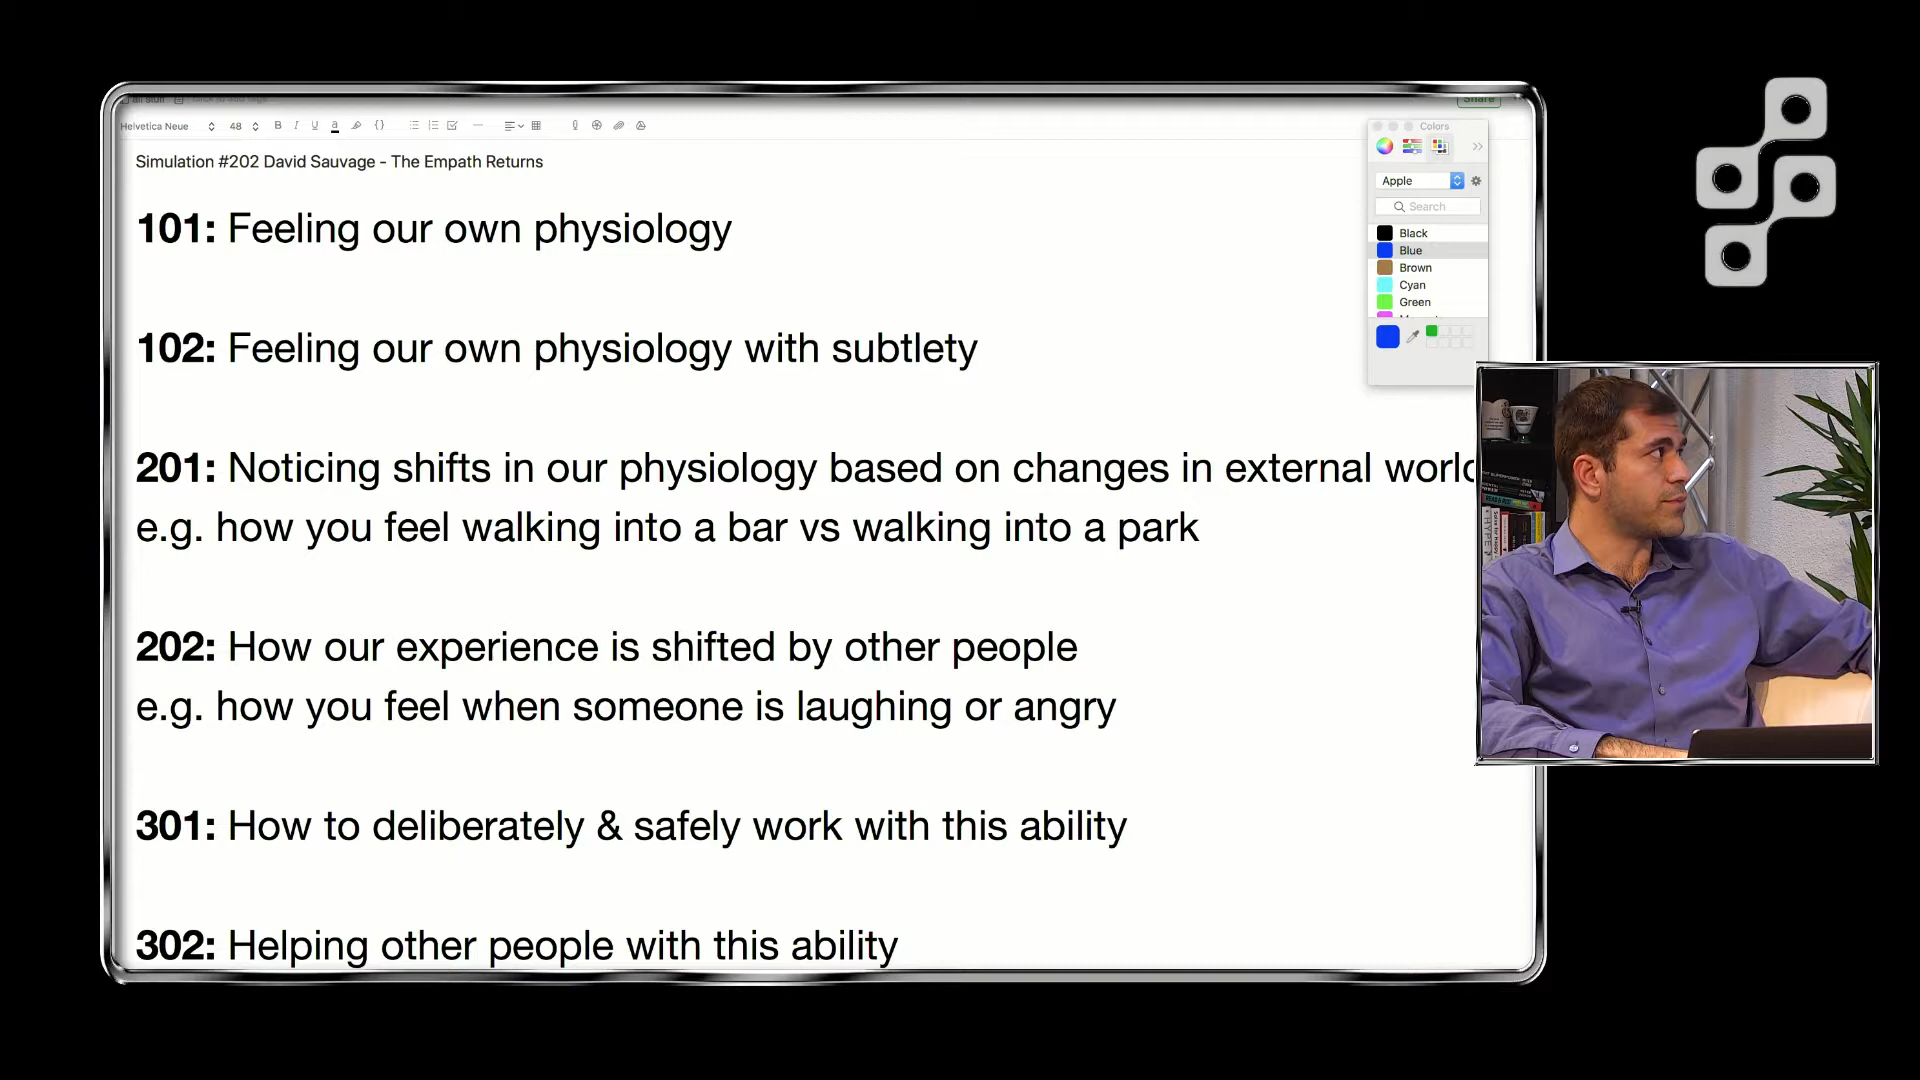 Share
Helvetica Neue 48 B I U a {}
Colors
Simulation #202 David Sauvage - The Empath Returns
Apple
Search
101: Feeling our own physiology
Black
Blue
Brown
Cyan
Green
102: Feeling our own physiology with subtlety
201: Noticing shifts in our physiology based on changes in external world
e.g. how you feel walking into a bar vs walking into a park
202: How our experience is shifted by other people
e.g. how you feel when someone is laughing or angry
301: How to deliberately & safely work with this ability
302: Helping other people with this ability